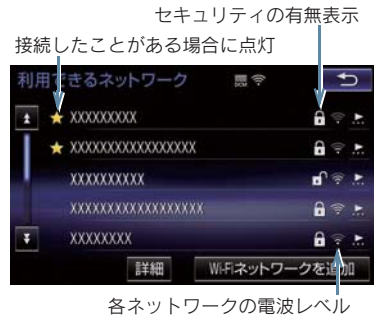 セキュリティの有無表示
接続したことがある場合に点灯
利用できるネットワーク
DCM
XXXXXXXXX
XXXXXXXXXXXXXXXXX
XXXXXXXXXX
XXXXXXXXXXXXXXXXXX
XXXXXXXX
詳細
Wi-Fiネットワークを追加
各ネットワークの電波レベル